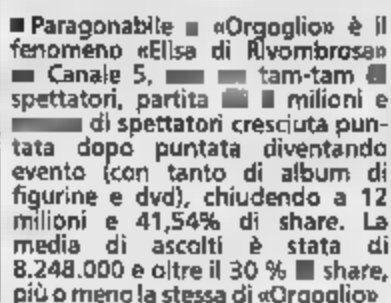 Paragonabile «Orgoglio» è il
fenomeno «Elisa di Rivombrosa»
Canale 5, tam-tam
spettatori, partita milioni e
di spettatori cresciuta pun-
tata dopo puntata diventando
evento (con tanto di album di
figurine e dvd), chiudendo a 12
milioni e 41,54% di share. La
media di ascolti è stata di
8.248.000 e oltre il 30 % share,
più o meno la stessa di «Orgoglio».